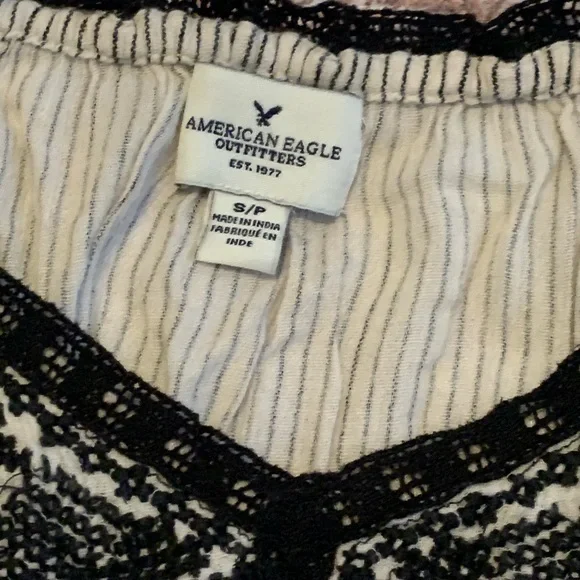 AMERICAN EAGLE
OUTFITTERS
EST. 1977
S/P
MADE IN INDIA
FABRIQUÉ EN
INDE